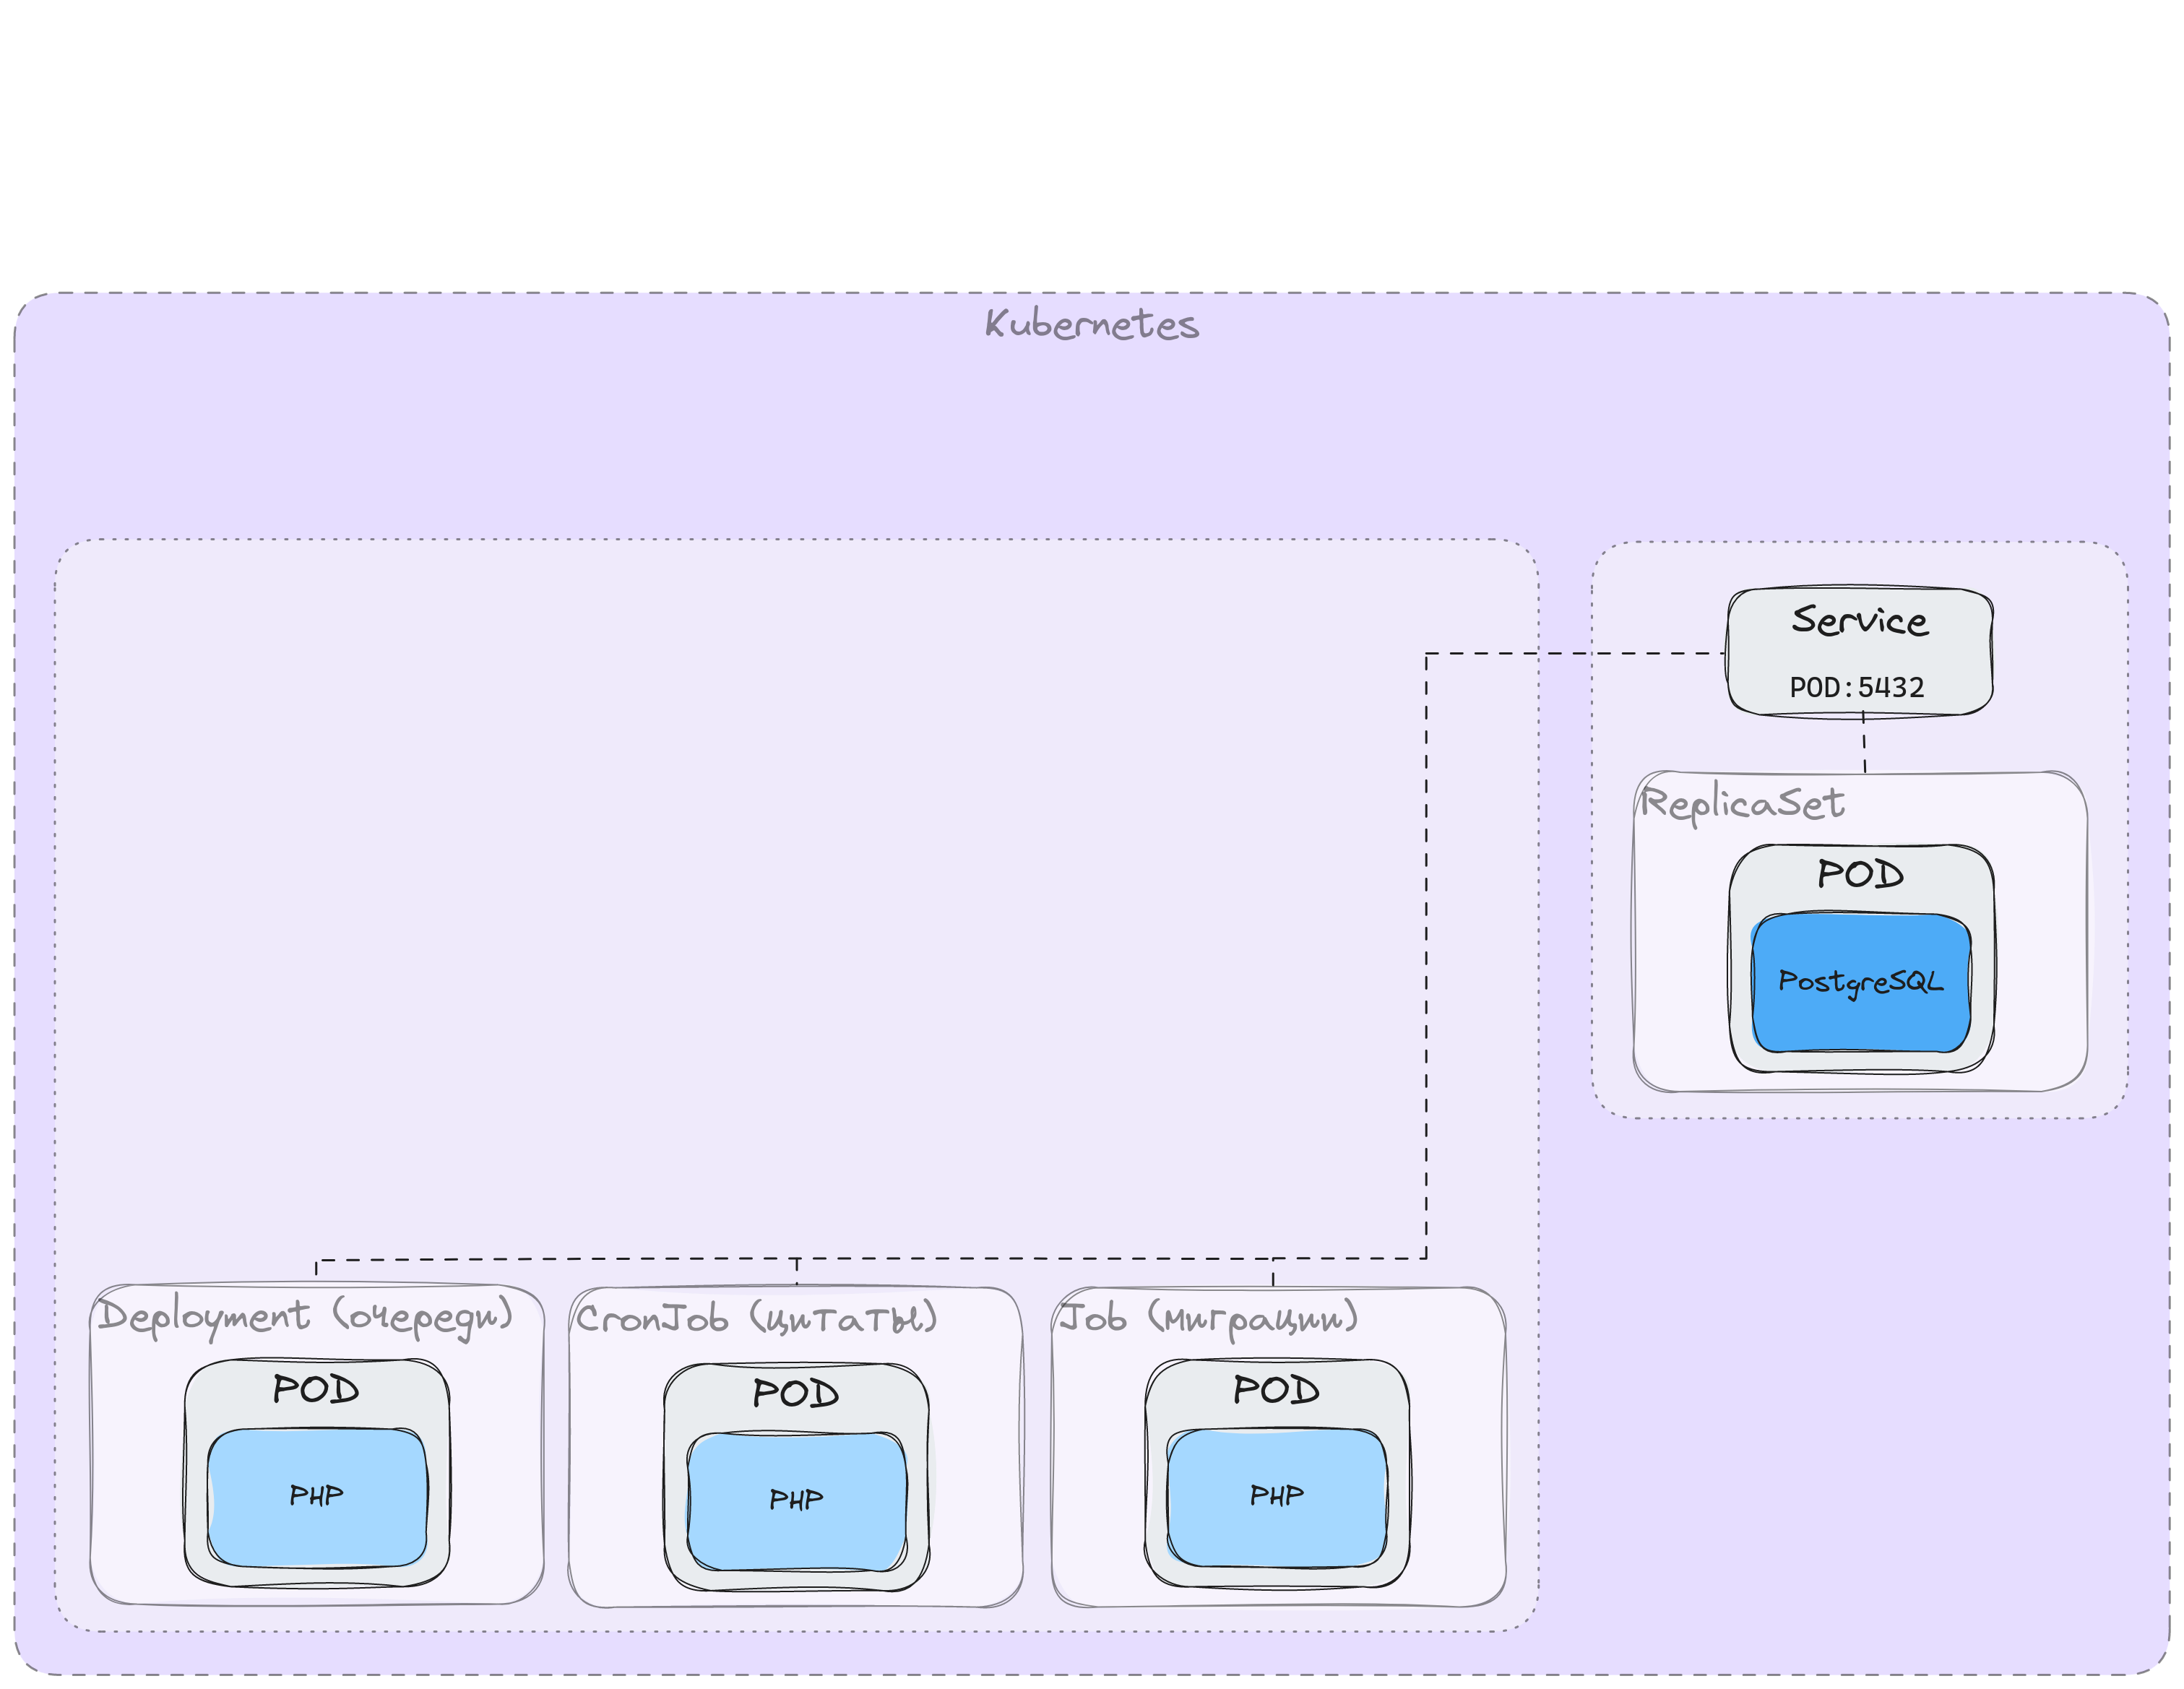 Kubernetes
Service
POD:5432
ReplicaSet
POD
PostgreSQL
Deployment (очереди)
POD
PHP
CronJob (цитаты)
POD
PHP
Job (миграции)
POD
PHP